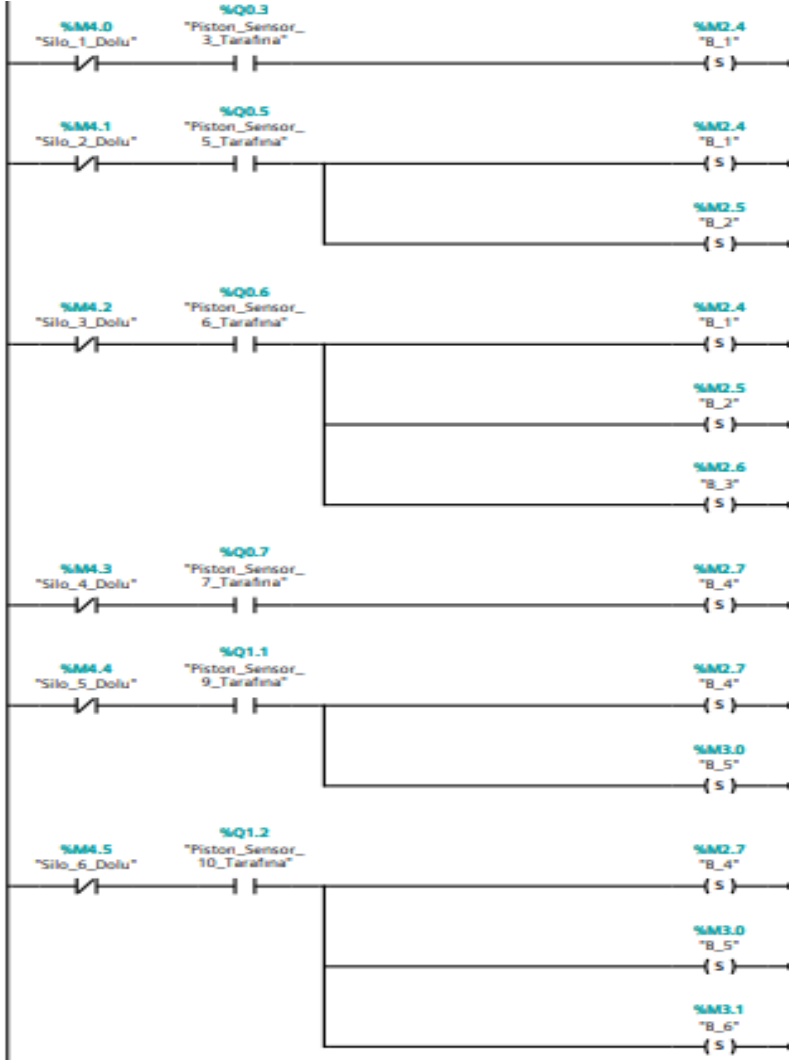 %Q0.3
%M4.0 "Piston_Sensor_ %M2.4
"Silo_1_Dolu" 3_Tarafına" "B_1"
( S )
%Q0.5
%M4.1 "Piston_Sensor_ %M2.4
"Silo_2_Dolu" 5_Tarafına" "B_1"
( S )
%M2.5
"B_2"
( S )
%Q0.6
%M4.2 "Piston_Sensor_ %M2.4
"Silo_3_Dolu" 6_Tarafına" "B_1"
( S )
%M2.5
"B_2"
( S )
%M2.6
"B_3"
( S )
%Q0.7
%M4.3 "Piston_Sensor_ %M2.7
"Silo_4_Dolu" 7_Tarafına" "B_4"
( S )
%Q1.1
%M4.4 "Piston_Sensor_ %M2.7
"Silo_5_Dolu" 9_Tarafına" "B_4"
( S )
%M3.0
"B_5"
( S )
%Q1.2
%M4.5 "Piston_Sensor_ %M2.7
"Silo_6_Dolu" 10_Tarafına" "B_4"
( S )
%M3.0
"B_5"
( S )
%M3.1
"B_6"
( S )